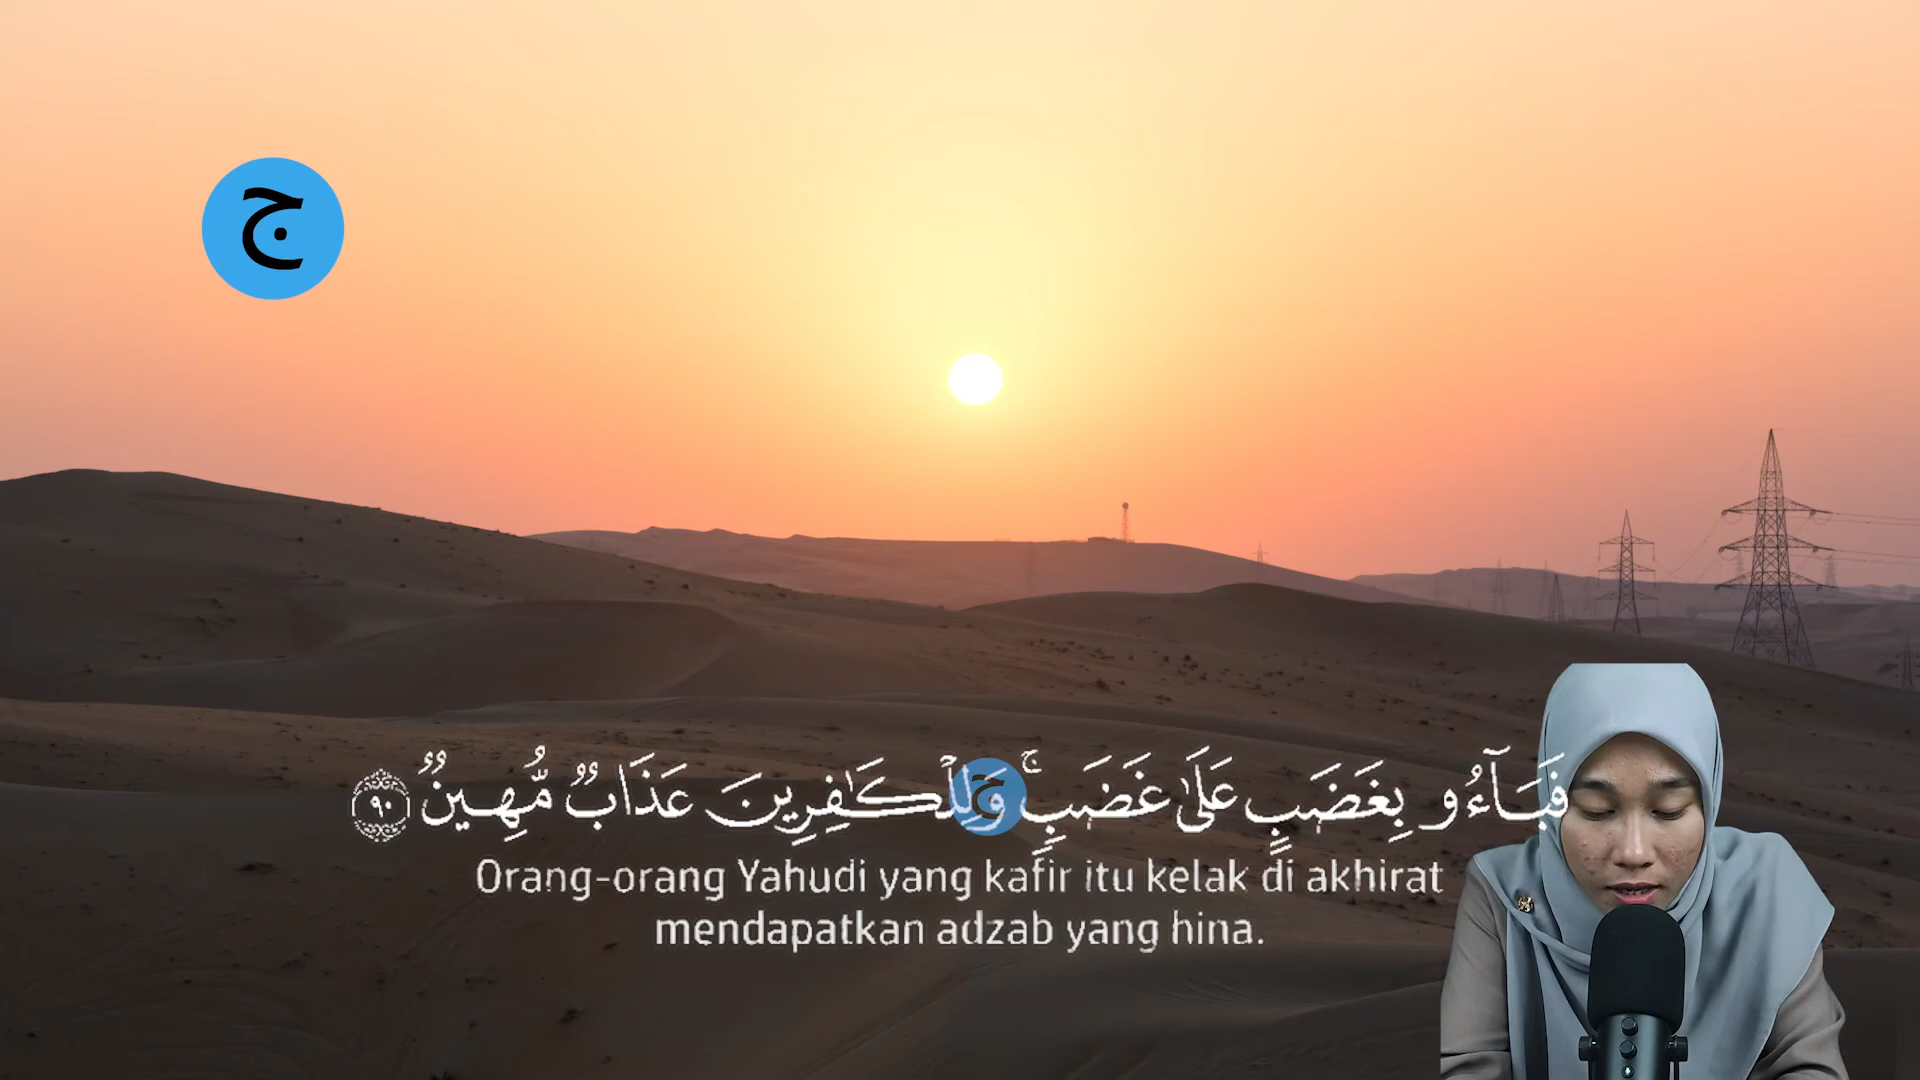 ج
فَبَآءُو بِغَضَبٍ عَلَىٰ غَضَبٍۚ وَلِلْكَـٰفِرِينَ عَذَابٌ مُّهِينٌ ٩٠
ج
Orang-orang Yahudi yang kafir itu kelak di akhirat
mendapatkan adzab yang hina.